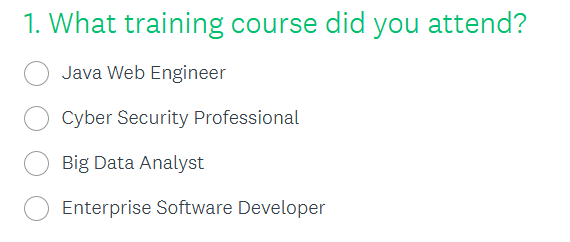 1. What training course did you attend?
Java Web Engineer
Cyber Security Professional
Big Data Analyst
Enterprise Software Developer